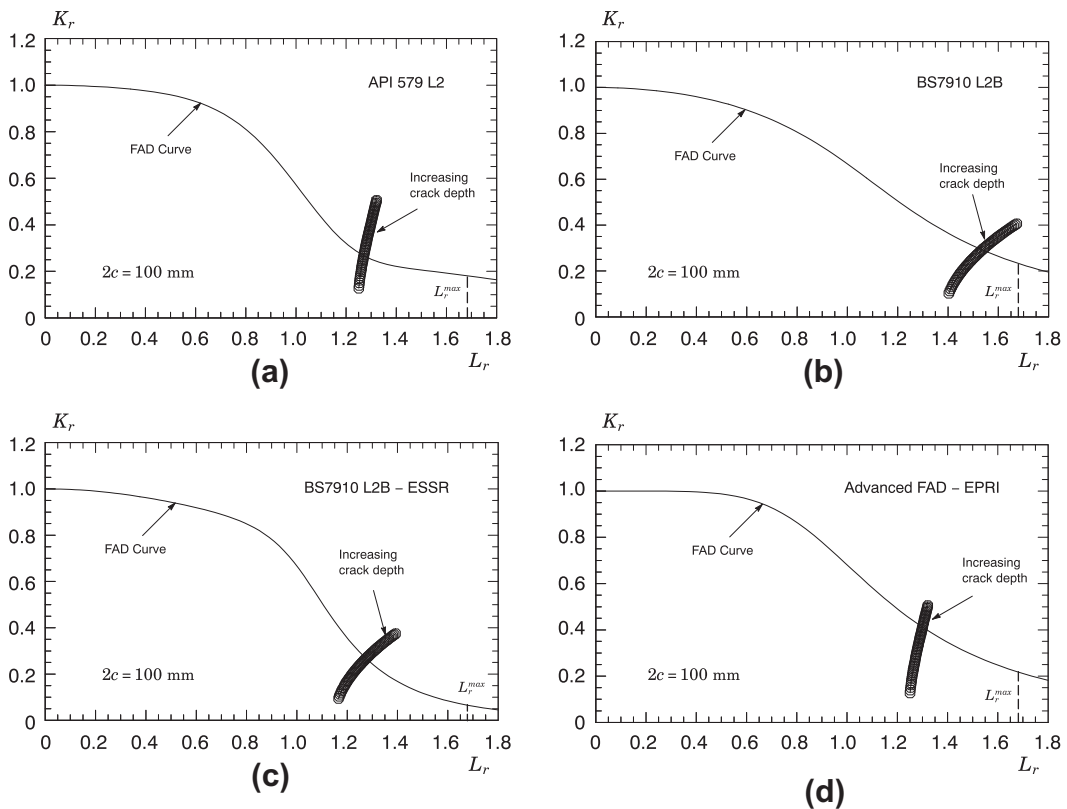 K_r
1.2
1.0
0.8
0.6
0.4
0.2
0
API 579 L2
FAD Curve
Increasing
crack depth
2c = 100 mm
L_r^max
0.0 0.2 0.4 0.6 0.8 1.0 1.2 1.4 1.6 1.8
L_r
(a)
K_r
1.2
1.0
0.8
0.6
0.4
0.2
0
BS7910 L2B
FAD Curve
Increasing
crack depth
2c = 100 mm
L_r^max
0 0.2 0.4 0.6 0.8 1.0 1.2 1.4 1.6 1.8
L_r
(b)
K_r
1.2
1.0
0.8
0.6
0.4
0.2
0
BS7910 L2B – ESSR
FAD Curve
Increasing
crack depth
2c = 100 mm
L_r^max
0.0 0.2 0.4 0.6 0.8 1.0 1.2 1.4 1.6 1.8
L_r
(c)
K_r
1.2
1.0
0.8
0.6
0.4
0.2
0
Advanced FAD – EPRI
FAD Curve
Increasing
crack depth
2c = 100 mm
L_r^max
0 0.2 0.4 0.6 0.8 1.0 1.2 1.4 1.6 1.8
L_r
(d)